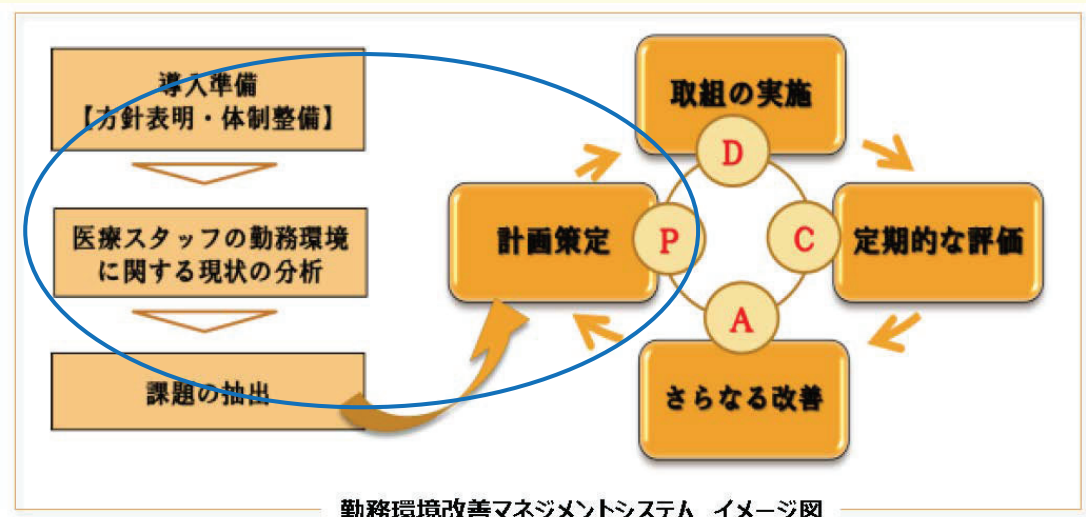 導入準備
【方針表明・体制整備】
医療スタッフの勤務環境
に関する現状の分析
課題の抽出
取組の実施
D
計画策定
P
C
定期的な評価
A
さらなる改善
勤務環境改善マネジメントシステム イメージ図